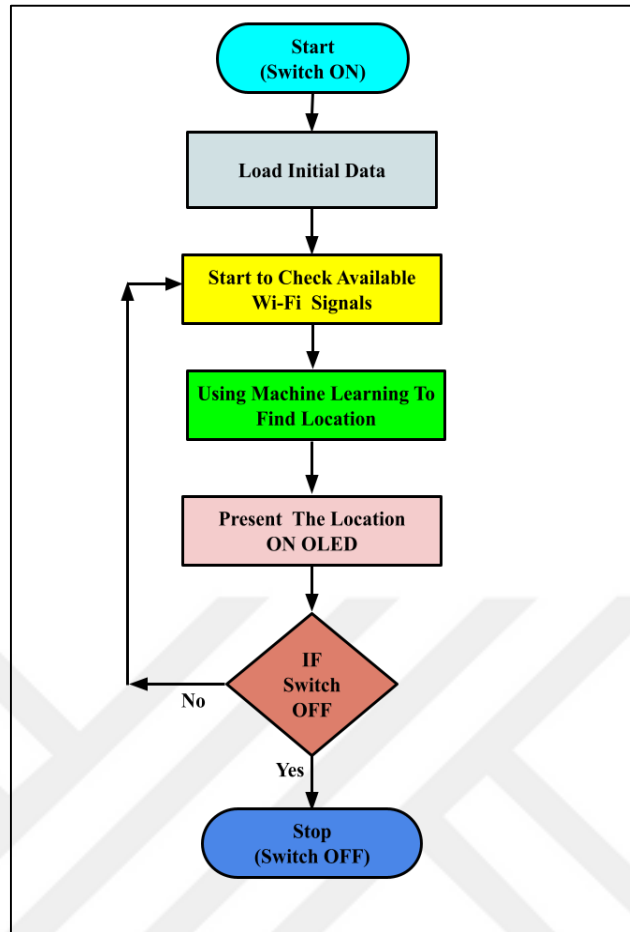 Start
(Switch ON)
Load Initial Data
Start to Check Available
Wi-Fi Signals
Using Machine Learning To
Find Location
Present The Location
ON OLED
IF
Switch
OFF
No
Yes
Stop
(Switch OFF)